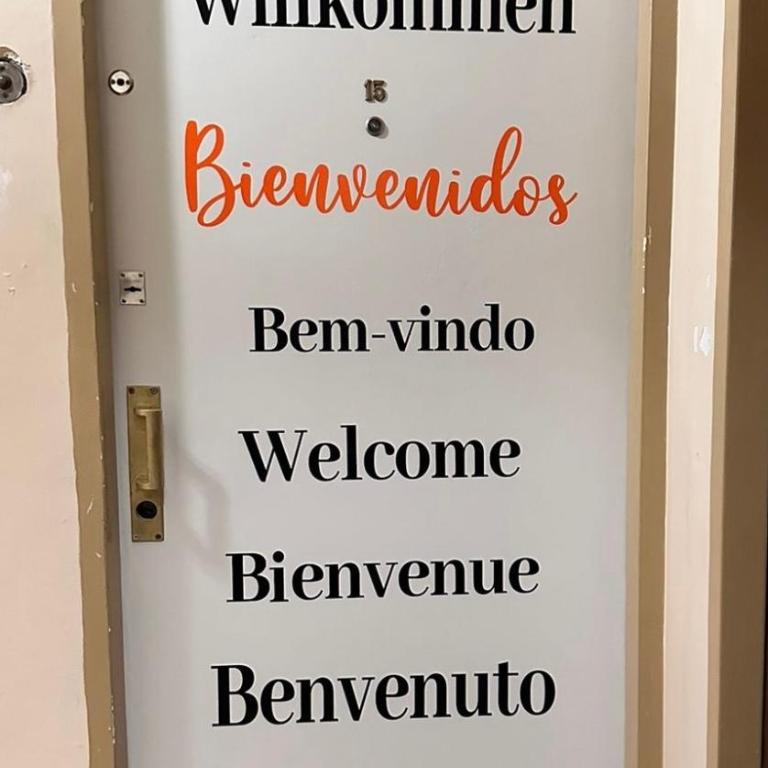 Willkommen
15
Bienvenidos
Bem-vindo
Welcome
Bienvenue
Benvenuto